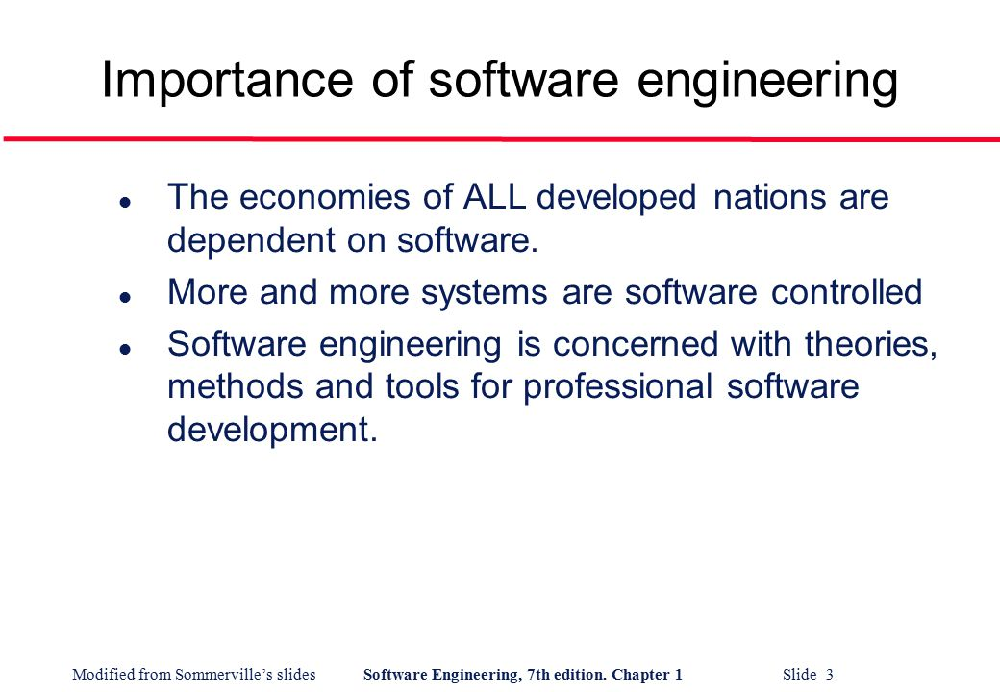 Importance of software engineering
● The economies of ALL developed nations are
dependent on software.
● More and more systems are software controlled
● Software engineering is concerned with theories,
methods and tools for professional software
development.
Modified from Sommerville’s slides Software Engineering, 7th edition. Chapter 1 Slide 3